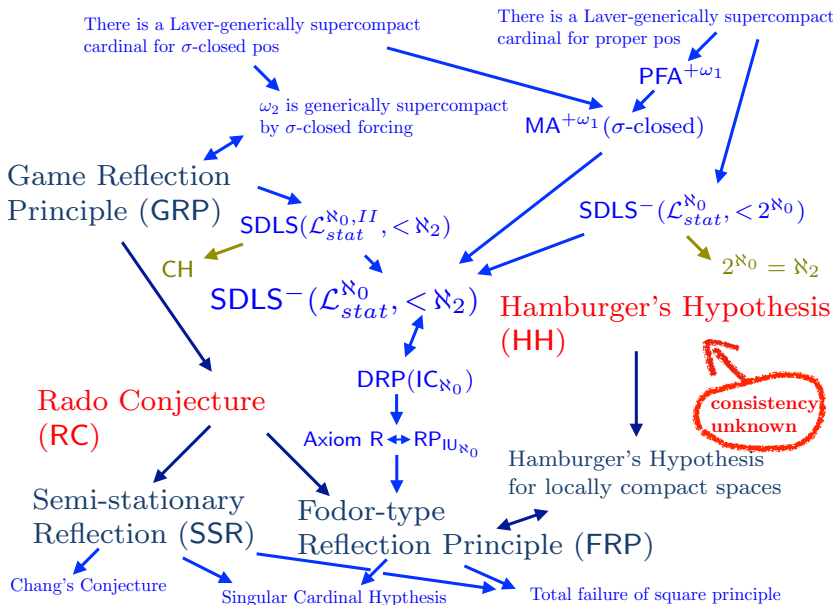 There is a Laver-generically supercompact
cardinal for σ-closed pos
There is a Laver-generically supercompact
cardinal for proper pos
PFA^{+ω₁}
ω₂ is generically supercompact
by σ-closed forcing
MA^{+ω₁}(σ-closed)
Game Reflection
Principle (GRP)
SDLS(ℒ_{stat}^{ℵ₀,II}, < ℵ₂)
SDLS⁻(ℒ_{stat}^{ℵ₀}, < 2^{ℵ₀})
CH
2^{ℵ₀} = ℵ₂
SDLS⁻(ℒ_{stat}^{ℵ₀}, < ℵ₂)
Hamburger's Hypothesis
(HH)
DRP(IC_{ℵ₀})
Rado Conjecture
(RC)
consistency
unknown
Axiom R
RP_{IU_{ℵ₀}}
Hamburger's Hypothesis
for locally compact spaces
Semi-stationary
Reflection (SSR)
Fodor-type
Reflection Principle (FRP)
Chang's Conjecture
Singular Cardinal Hypthesis
Total failure of square principle